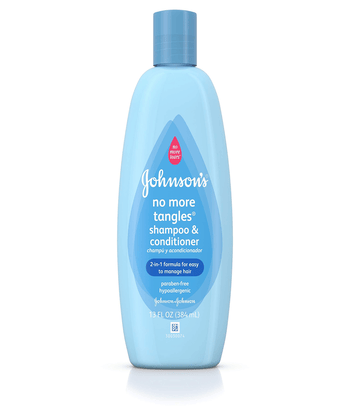 no
more
tears®
Johnson's
no more
tangles®
shampoo &
conditioner
champú y acondicionador
2-in-1 formula for easy
to manage hair
paraben-free
hypoallergenic
Johnson&Johnson
13 FL OZ (384 mL)